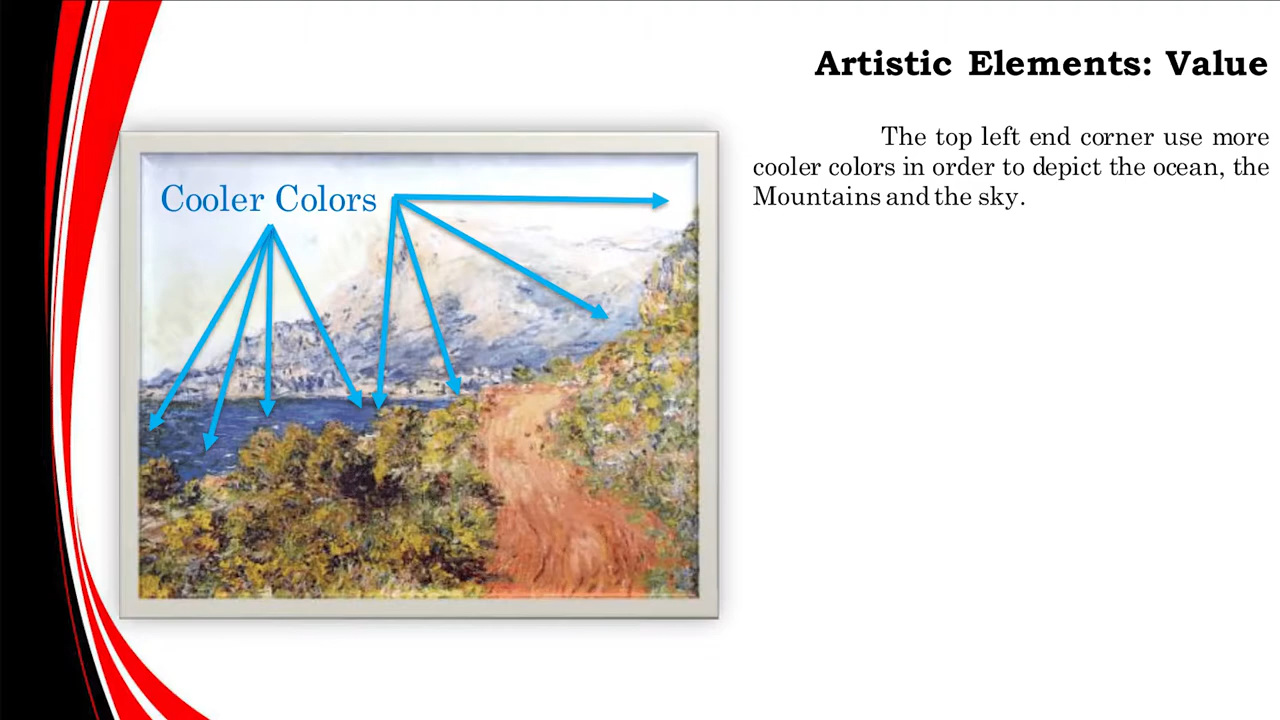 Artistic Elements: Value
The top left end corner use more
cooler colors in order to depict the ocean, the
Mountains and the sky.
Cooler Colors